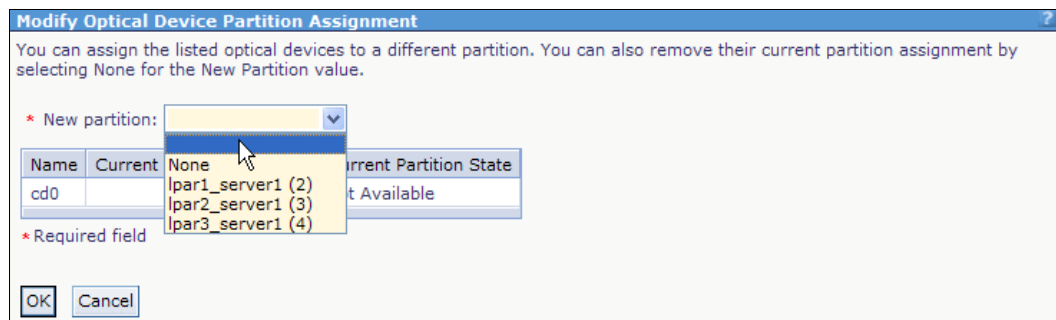 Modify Optical Device Partition Assignment ?
You can assign the listed optical devices to a different partition. You can also remove their current partition assignment by
selecting None for the New Partition value.
* New partition:
Name Current urrent Partition State
None
lpar1_server1 (2)
cd0 t Available
lpar2_server1 (3)
lpar3_server1 (4)
* Required field
OK Cancel